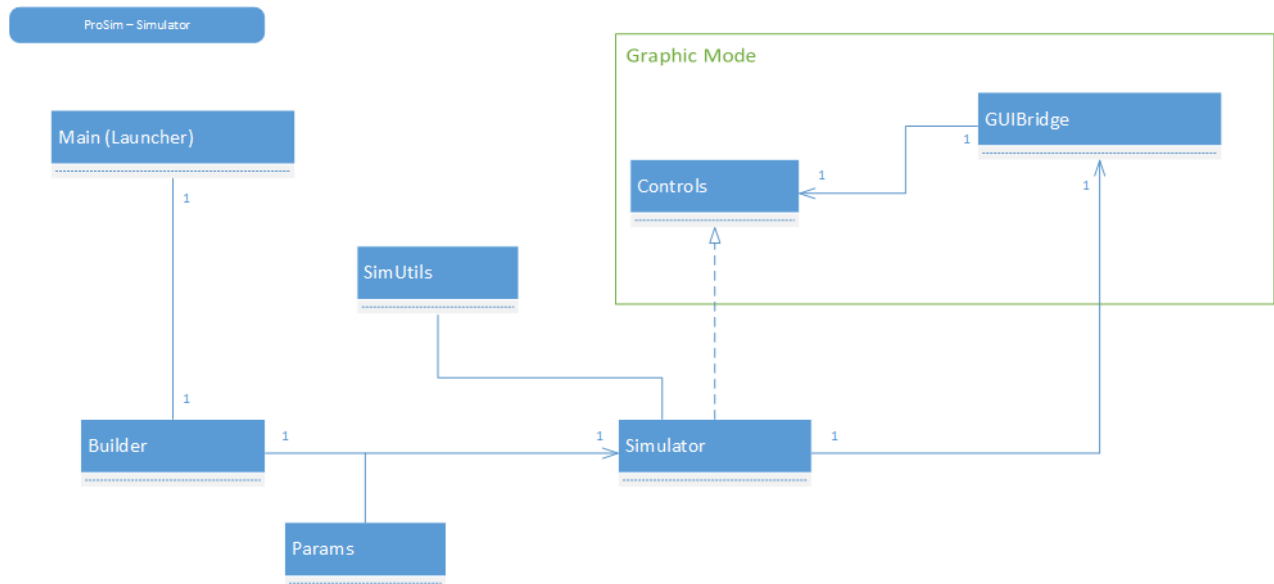 ProSim – Simulator
Graphic Mode
Main (Launcher)
GUIBridge
1
1
1
1
Controls
1
SimUtils
1
Builder
1
1
Simulator
1
Params